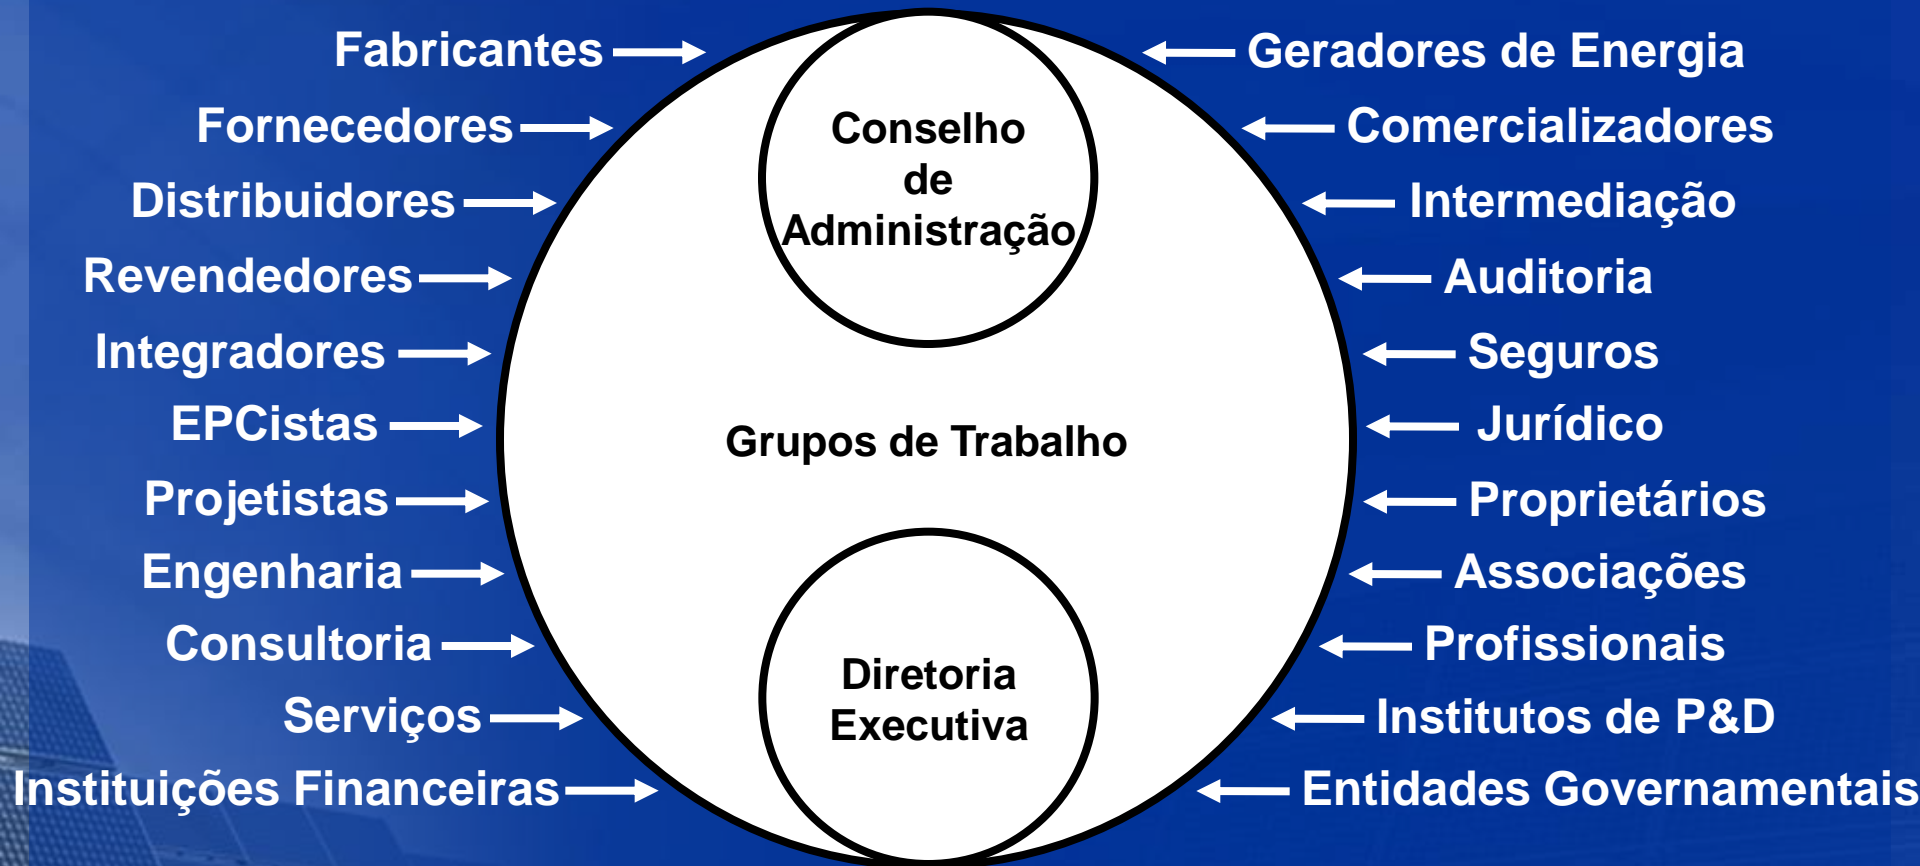 Fabricantes
Fornecedores
Distribuidores
Revendedores
Integradores
EPCistas
Projetistas
Engenharia
Consultoria
Serviços
Instituições Financeiras
Conselho
de
Administração
Grupos de Trabalho
Diretoria
Executiva
Geradores de Energia
Comercializadores
Intermediação
Auditoria
Seguros
Jurídico
Proprietários
Associações
Profissionais
Institutos de P&D
Entidades Governamentais